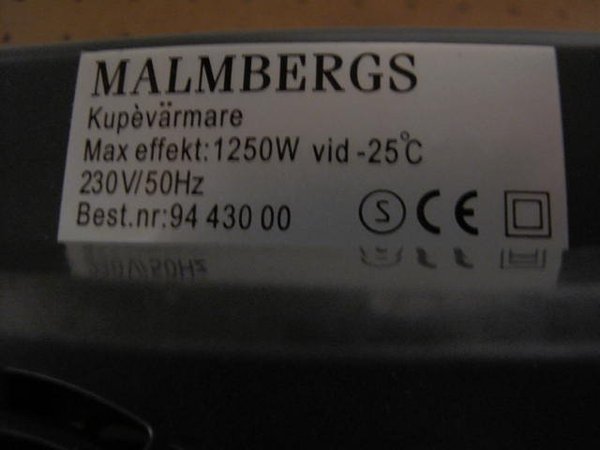 MALMBERGS
Kupèvärmare
Max effekt: 1250W vid -25°C
230V/50Hz
Best.nr:94 430 00
S CE